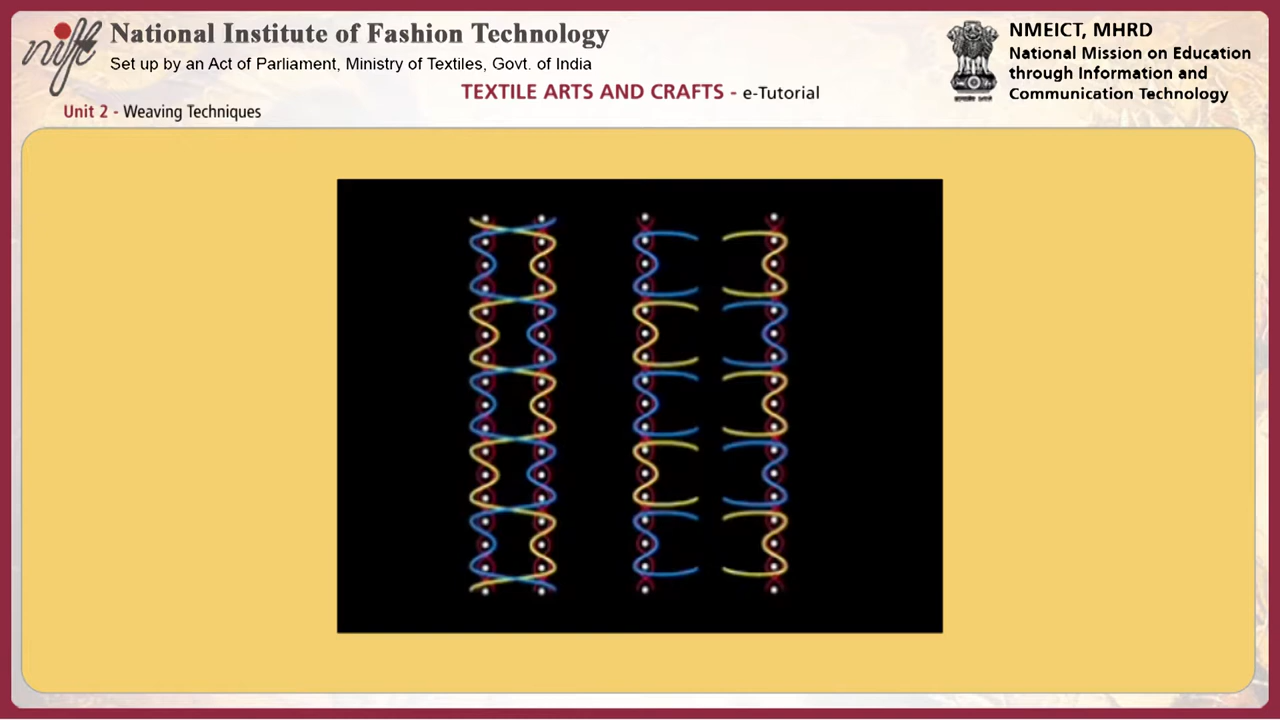 nift
National Institute of Fashion Technology
Set up by an Act of Parliament, Ministry of Textiles, Govt. of India
NMEICT, MHRD
National Mission on Education
through Information and
Communication Technology
TEXTILE ARTS AND CRAFTS - e-Tutorial
Unit 2 - Weaving Techniques